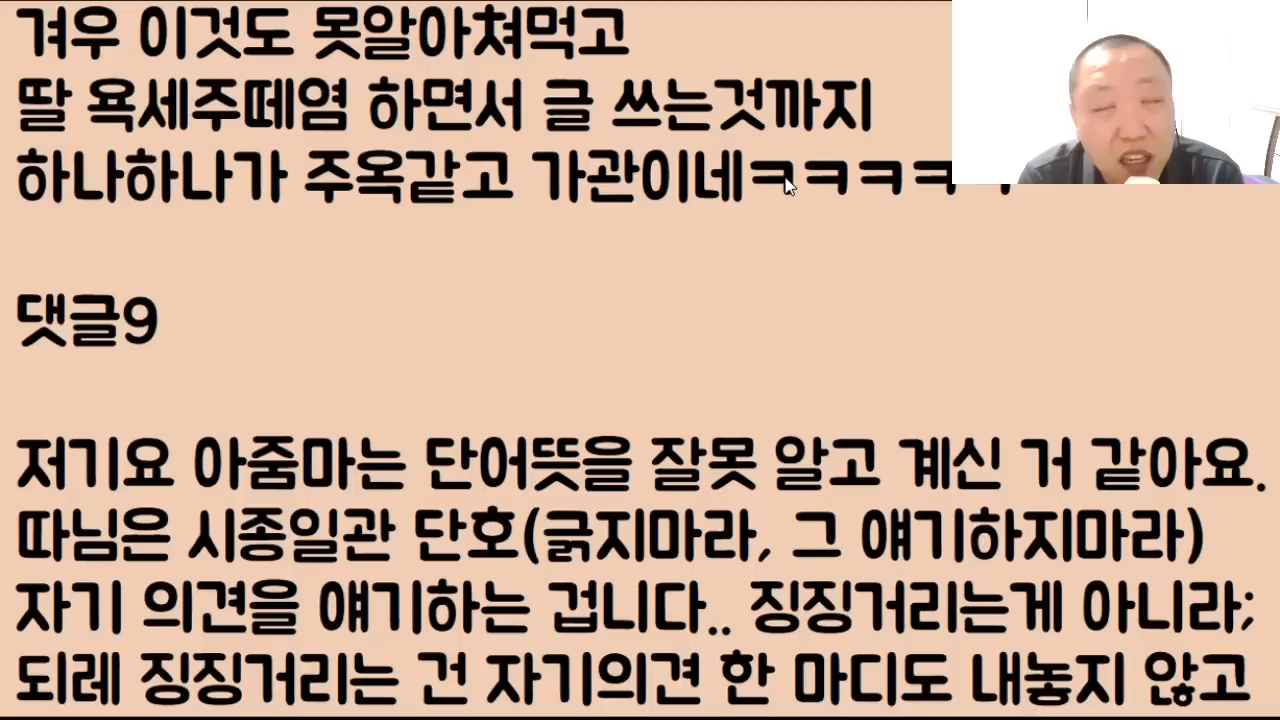 겨우 이것도 못알아쳐먹고
딸 욕세주떼염 하면서 글 쓰는것까지
하나하나가 주옥같고 가관이네ㅋㅋㅋㅋ
댓글9
저기요 아줌마는 단어뜻을 잘못 알고 계신 거 같아요.
따님은 시종일관 단호(긁지마라, 그 얘기하지마라)
자기 의견을 얘기하는 겁니다.. 징징거리는게 아니라;
되레 징징거리는 건 자기의견 한 마디도 내놓지 않고